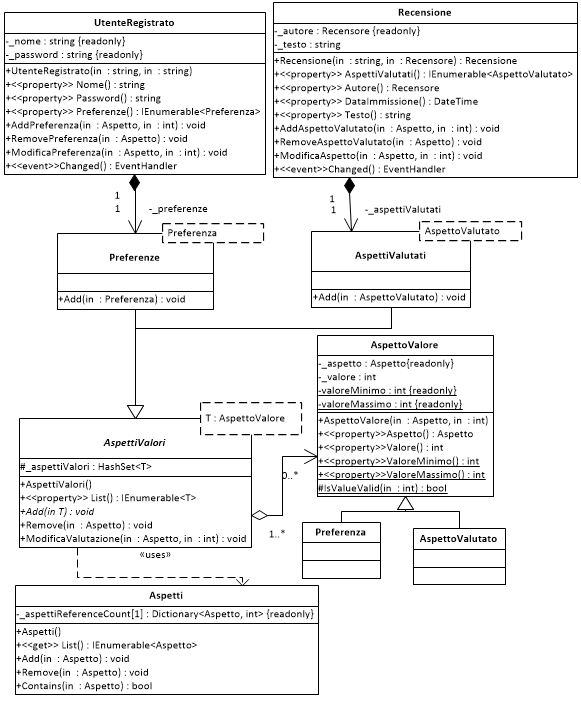 UtenteRegistrato
-_nome : string {readonly}
-_password : string {readonly}
+UtenteRegistrato(in : string, in : string)
+<<property>> Nome() : string
+<<property>> Password() : string
+<<property>> Preferenze() : IEnumerable<Preferenza>
+AddPreferenza(in : Aspetto, in : int) : void
+RemovePreferenza(in : Aspetto) : void
+ModificaPreferenza(in : Aspetto, in : int) : void
+<<event>>Changed() : EventHandler
Recensione
-_autore : Recensore {readonly}
-_testo : string
+Recensione(in : string, in : Recensore) : Recensione
+<<property>> AspettiValutati() : IEnumerable<AspettoValutato>
+<<property>> Autore() : Recensore
+<<property>> DataImmissione() : DateTime
+<<property>> Testo() : string
+AddAspettoValutato(in : Aspetto, in : int) : void
+RemoveAspettoValutato(in : Aspetto) : void
+ModificaAspetto(in : Aspetto, in : int) : void
+<<event>>Changed() : EventHandler
1
1
-_preferenze
1
1
-_aspettiValutati
Preferenza
Preferenze
+Add(in : Preferenza) : void
AspettoValutato
AspettiValutati
+Add(in : AspettoValutato) : void
AspettoValore
-_aspetto : Aspetto{readonly}
-_valore : int
-valoreMinimo : int {readonly}
-valoreMassimo : int {readonly}
+AspettoValore(in : Aspetto, in : int)
+<<property>>Aspetto() : Aspetto
+<<property>>Valore() : int
+<<property>>ValoreMinimo() : int
+<<property>>ValoreMassimo() : int
#IsValueValid(in : int) : bool
T : AspettoValore
AspettiValori
#_aspettiValori : HashSet<T>
+AspettiValori()
+<<property>> List() : IEnumerable<T>
+Add(in T) : void
+Remove(in : Aspetto) : void
+ModificaValutazione(in : Aspetto, in : int) : void
0..*
1..*
Preferenza
AspettoValutato
«uses»
Aspetti
-_aspettiReferenceCount[1] : Dictionary<Aspetto, int> {readonly}
+Aspetti()
+<<get>> List() : IEnumerable<Aspetto>
+Add(in : Aspetto) : void
+Remove(in : Aspetto) : void
+Contains(in : Aspetto) : bool